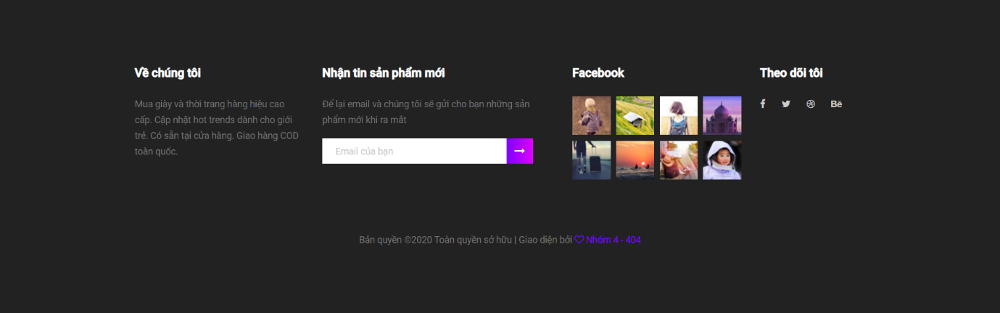 Về chúng tôi
Mua giày và thời trang hàng hiệu cao
cấp. Cập nhật hot trends dành cho giới
trẻ. Có sẵn tại cửa hàng. Giao hàng COD
toàn quốc.
Nhận tin sản phẩm mới
Để lại email và chúng tôi sẽ gửi cho bạn những sản
phẩm mới khi ra mắt
Email của bạn
Facebook
Theo dõi tôi
Bản quyền ©2020 Toàn quyền sở hữu | Giao diện bởi Nhóm 4 - 404